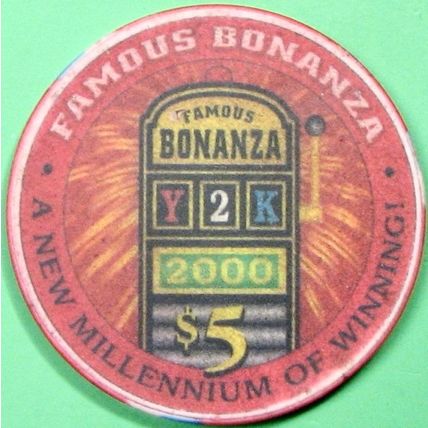 FAMOUS BONANZA
FAMOUS
BONANZA
Y 2 K
2000
$5
• A NEW MILLENNIUM OF WINNING! •